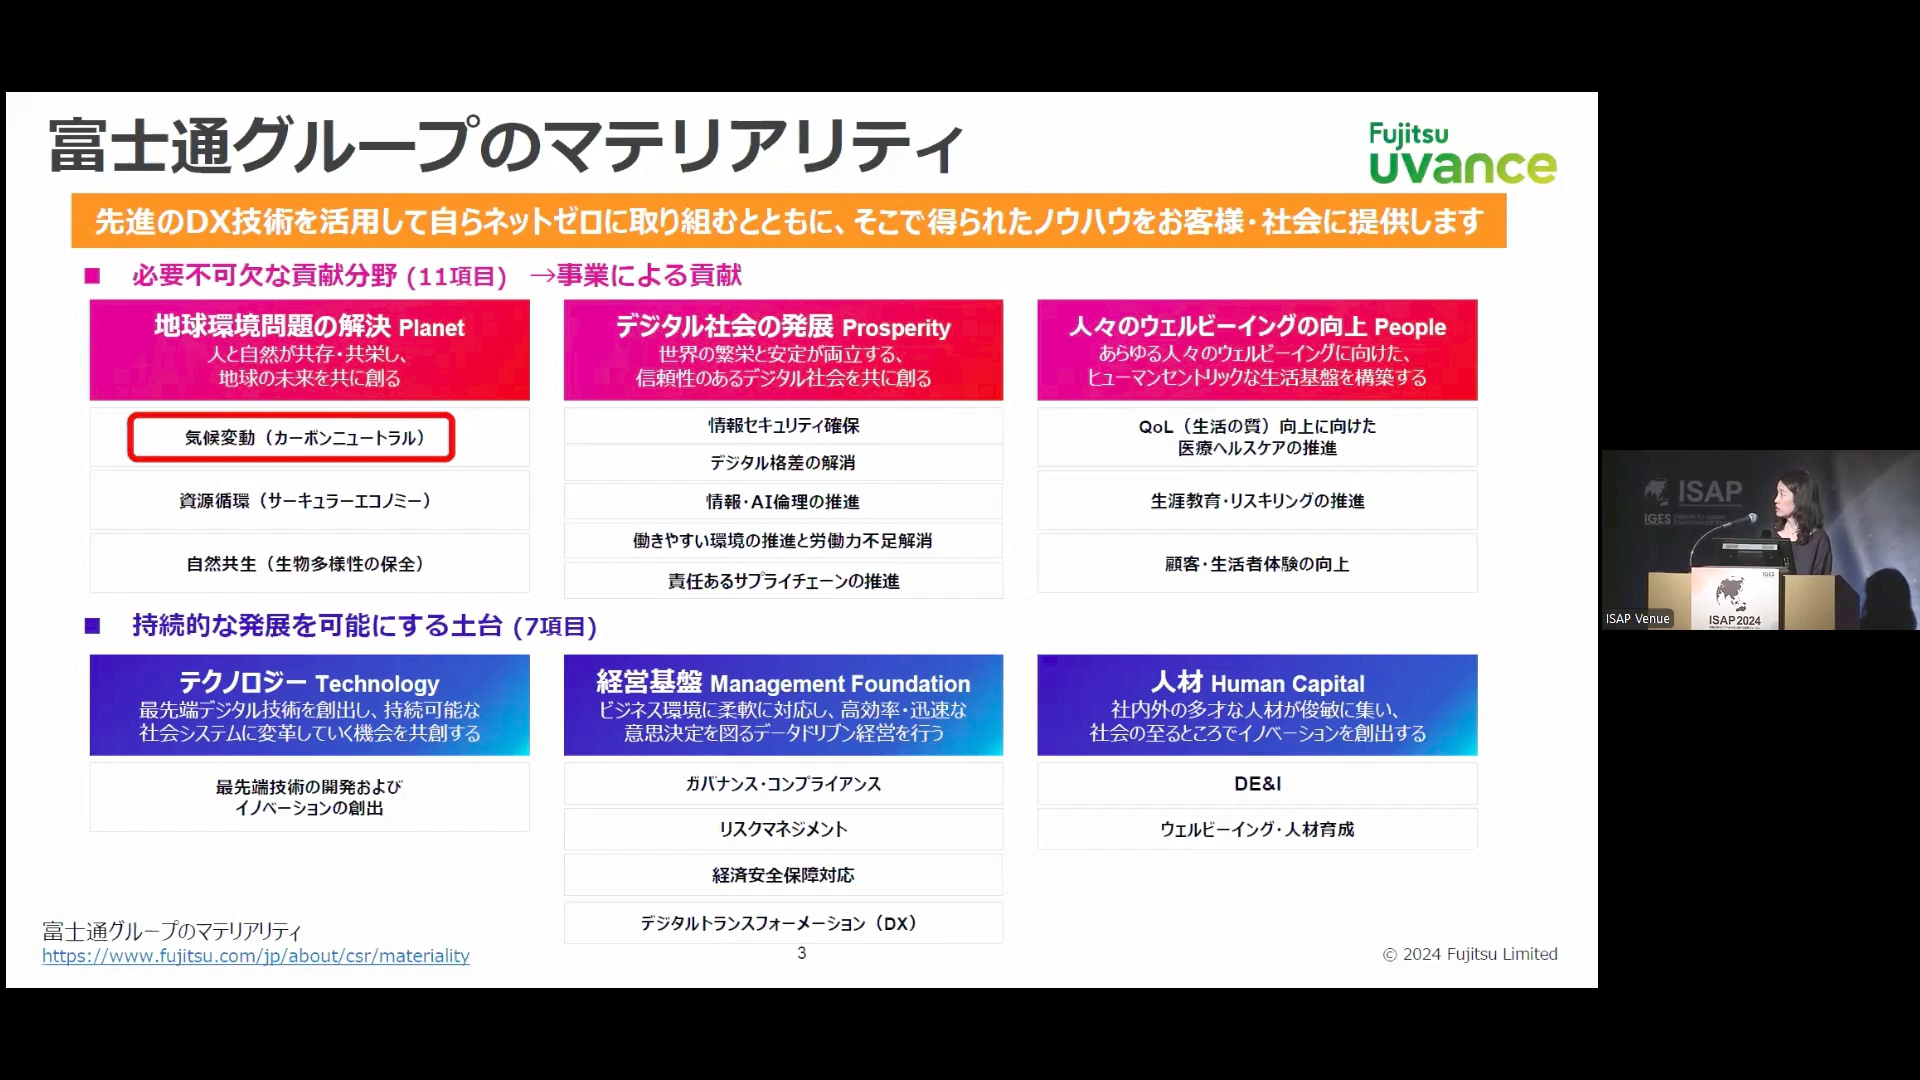 富士通グループのマテリアリティ
Fujitsu
uvance
先進のDX技術を活用して自らネットゼロに取り組むとともに、そこで得られたノウハウをお客様・社会に提供します
■ 必要不可欠な貢献分野 (11項目) →事業による貢献
地球環境問題の解決 Planet
人と自然が共存・共栄し、
地球の未来を共に創る
気候変動（カーボンニュートラル）
資源循環（サーキュラーエコノミー）
自然共生（生物多様性の保全）
デジタル社会の発展 Prosperity
世界の繁栄と安定が両立する、
信頼性のあるデジタル社会を共に創る
情報セキュリティ確保
デジタル格差の解消
情報・AI倫理の推進
働きやすい環境の推進と労働力不足解消
責任あるサプライチェーンの推進
人々のウェルビーイングの向上 People
あらゆる人々のウェルビーイングに向けた、
ヒューマンセントリックな生活基盤を構築する
QoL（生活の質）向上に向けた
医療ヘルスケアの推進
生涯教育・リスキリングの推進
顧客・生活者体験の向上
■ 持続的な発展を可能にする土台 (7項目)
テクノロジー Technology
最先端デジタル技術を創出し、持続可能な
社会システムに変革していく機会を共創する
最先端技術の開発および
イノベーションの創出
経営基盤 Management Foundation
ビジネス環境に柔軟に対応し、高効率・迅速な
意思決定を図るデータドリブン経営を行う
ガバナンス・コンプライアンス
リスクマネジメント
経済安全保障対応
デジタルトランスフォーメーション（DX）
人材 Human Capital
社内外の多才な人材が俊敏に集い、
社会の至るところでイノベーションを創出する
DE&I
ウェルビーイング・人材育成
富士通グループのマテリアリティ
https://www.fujitsu.com/jp/about/csr/materiality
3
© 2024 Fujitsu Limited
ISAP
IGES
IGES
ISAP2024
ISAP Venue